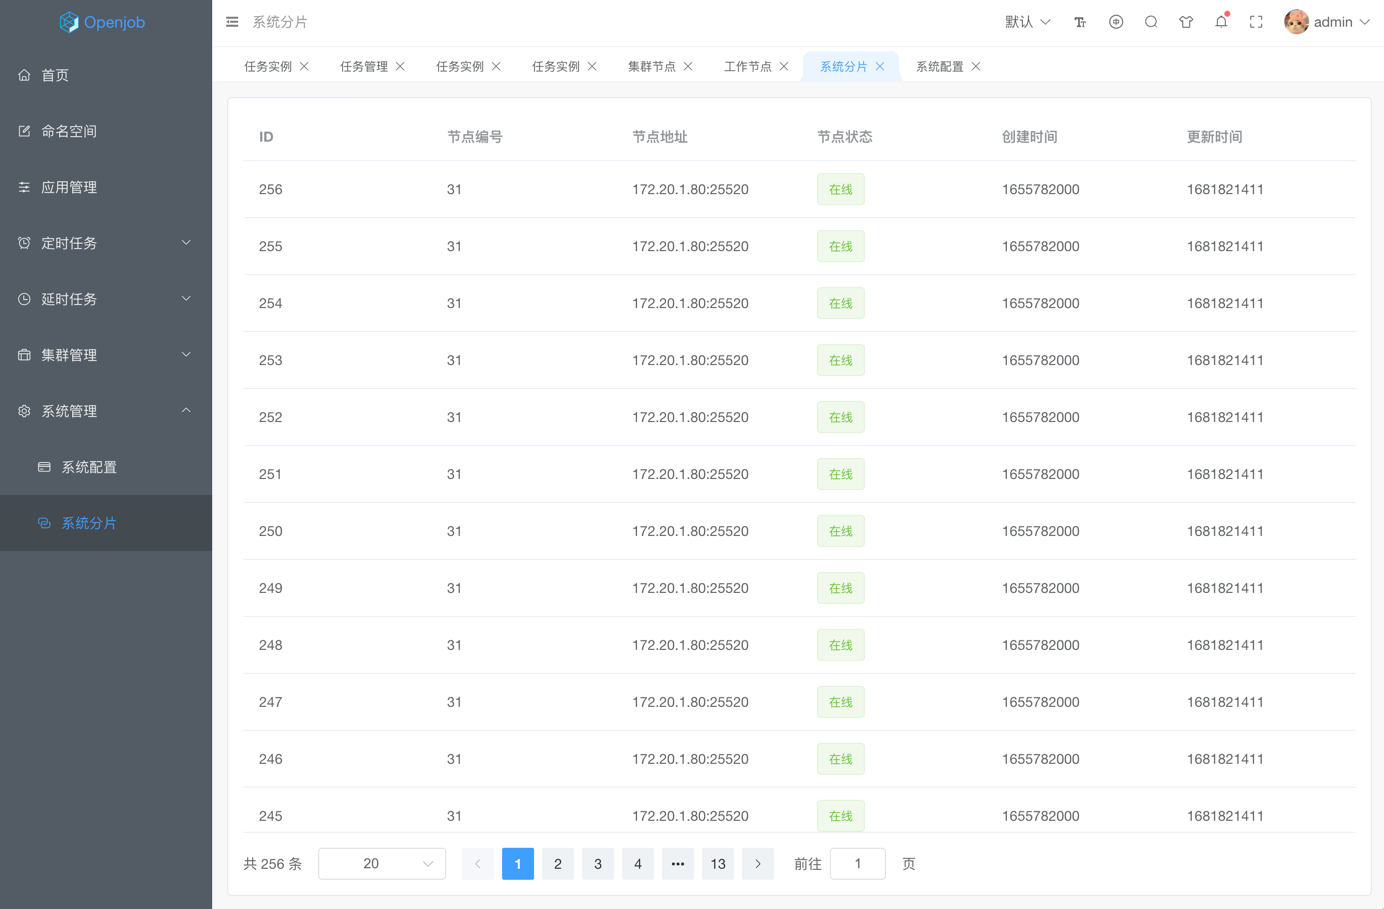 Openjob
系统分片
默认
admin
首页
命名空间
应用管理
定时任务
延时任务
集群管理
系统管理
系统配置
系统分片
任务实例 任务管理 任务实例 任务实例 集群节点 工作节点 系统分片 系统配置
ID 节点编号 节点地址 节点状态 创建时间 更新时间
256 31 172.20.1.80:25520 在线 1655782000 1681821411
255 31 172.20.1.80:25520 在线 1655782000 1681821411
254 31 172.20.1.80:25520 在线 1655782000 1681821411
253 31 172.20.1.80:25520 在线 1655782000 1681821411
252 31 172.20.1.80:25520 在线 1655782000 1681821411
251 31 172.20.1.80:25520 在线 1655782000 1681821411
250 31 172.20.1.80:25520 在线 1655782000 1681821411
249 31 172.20.1.80:25520 在线 1655782000 1681821411
248 31 172.20.1.80:25520 在线 1655782000 1681821411
247 31 172.20.1.80:25520 在线 1655782000 1681821411
246 31 172.20.1.80:25520 在线 1655782000 1681821411
245 31 172.20.1.80:25520 在线 1655782000 1681821411
共 256 条 20 1 2 3 4 ••• 13 前往 1 页